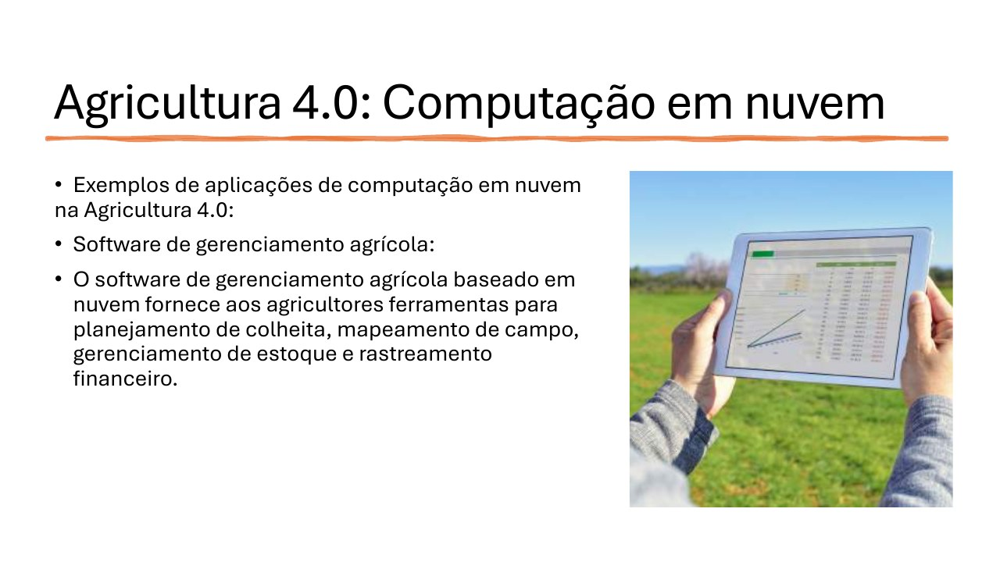 Agricultura 4.0: Computação em nuvem
• Exemplos de aplicações de computação em nuvem
na Agricultura 4.0:
• Software de gerenciamento agrícola:
• O software de gerenciamento agrícola baseado em
nuvem fornece aos agricultores ferramentas para
planejamento de colheita, mapeamento de campo,
gerenciamento de estoque e rastreamento
financeiro.